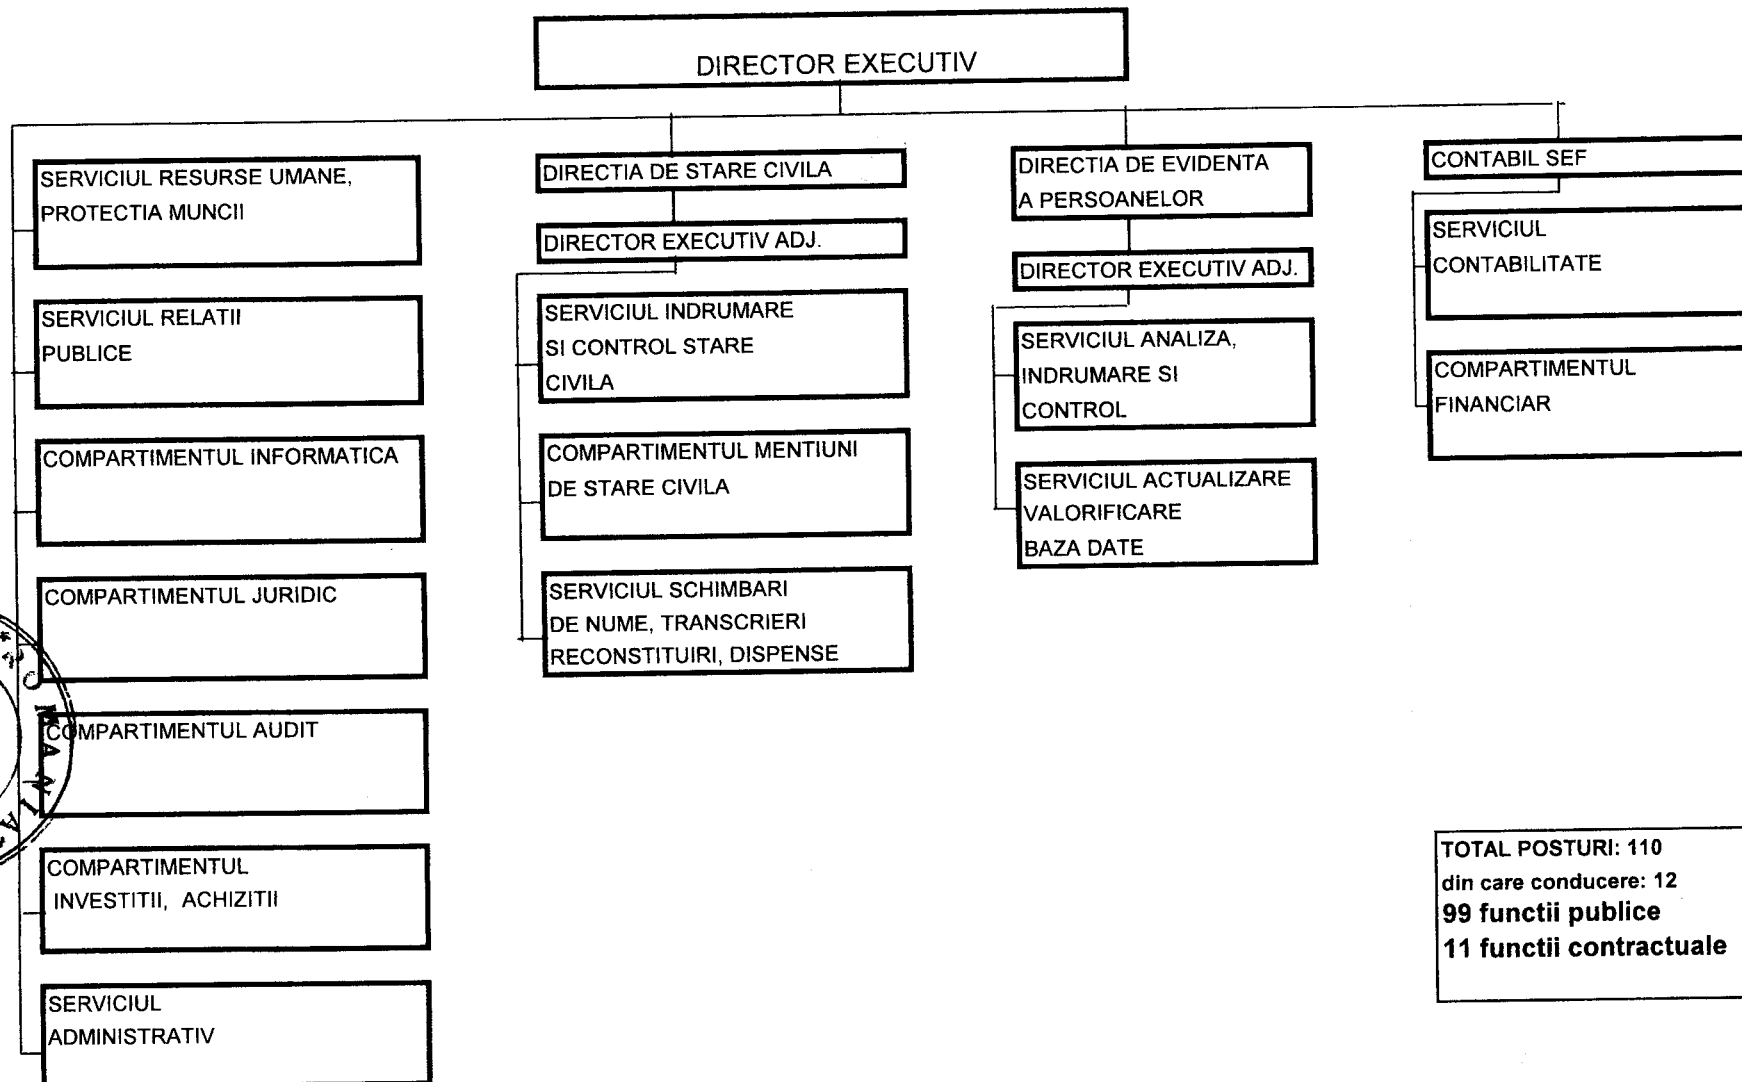 DIRECTOR EXECUTIV
SERVICIUL RESURSE UMANE,
PROTECTIA MUNCII
SERVICIUL RELATII
PUBLICE
COMPARTIMENTUL INFORMATICA
COMPARTIMENTUL JURIDIC
COMPARTIMENTUL AUDIT
COMPARTIMENTUL
INVESTITII, ACHIZITII
SERVICIUL
ADMINISTRATIV
DIRECTIA DE STARE CIVILA
DIRECTOR EXECUTIV ADJ.
SERVICIUL INDRUMARE
SI CONTROL STARE
CIVILA
COMPARTIMENTUL MENTIUNI
DE STARE CIVILA
SERVICIUL SCHIMBARI
DE NUME, TRANSCRIERI
RECONSTITUIRI, DISPENSE
DIRECTIA DE EVIDENTA
A PERSOANELOR
DIRECTOR EXECUTIV ADJ.
SERVICIUL ANALIZA,
INDRUMARE SI
CONTROL
SERVICIUL ACTUALIZARE
VALORIFICARE
BAZA DATE
CONTABIL SEF
SERVICIUL
CONTABILITATE
COMPARTIMENTUL
FINANCIAR
TOTAL POSTURI: 110
din care conducere: 12
99 functii publice
11 functii contractuale